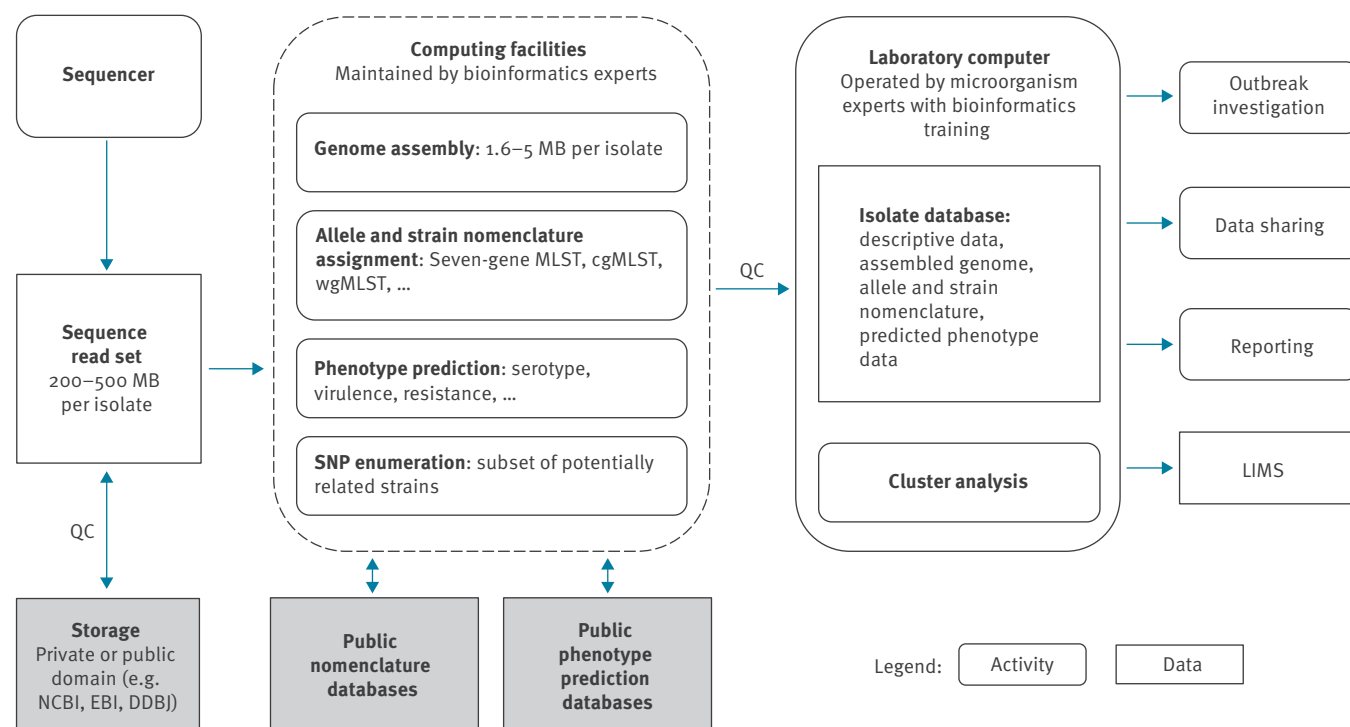 Sequencer
Sequence
read set
200–500 MB
per isolate
QC
Storage
Private or public
domain (e.g.
NCBI, EBI, DDBJ)
Computing facilities
Maintained by bioinformatics experts
Genome assembly: 1.6–5 MB per isolate
Allele and strain nomenclature
assignment: Seven-gene MLST, cgMLST,
wgMLST, ...
Phenotype prediction: serotype,
virulence, resistance, ...
SNP enumeration: subset of potentially
related strains
Public
nomenclature
databases
Public
phenotype
prediction
databases
QC
Laboratory computer
Operated by microorganism
experts with bioinformatics
training
Isolate database:
descriptive data,
assembled genome,
allele and strain
nomenclature,
predicted phenotype
data
Cluster analysis
Outbreak
investigation
Data sharing
Reporting
LIMS
Legend:
Activity
Data